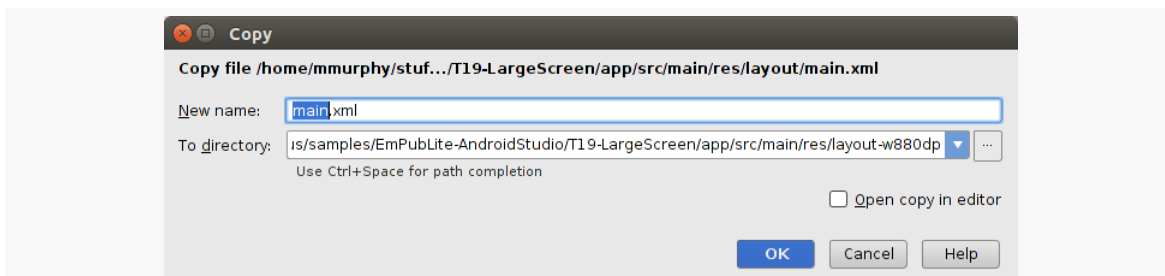 Copy
Copy file /home/mmurphy/stuf.../T19-LargeScreen/app/src/main/res/layout/main.xml
New name: main.xml
To directory: us/samples/EmPubLite-AndroidStudio/T19-LargeScreen/app/src/main/res/layout-w880dp ...
Use Ctrl+Space for path completion
Open copy in editor
OK Cancel Help